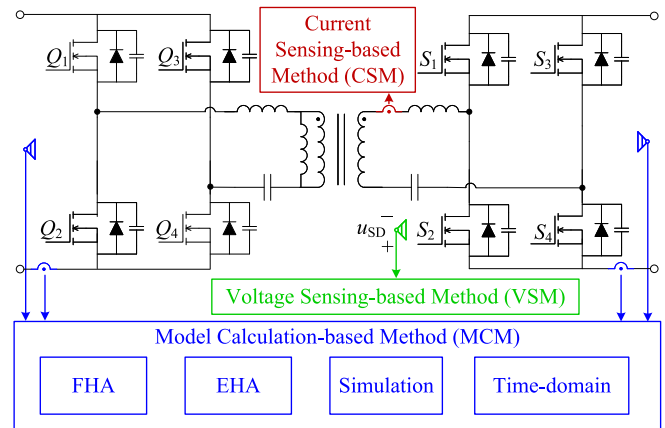 Current
Sensing-based
Method (CSM)
Q1
Q3
S1
S3
Q2
Q4
uSD
−
+
S2
S4
Voltage Sensing-based Method (VSM)
Model Calculation-based Method (MCM)
FHA
EHA
Simulation
Time-domain